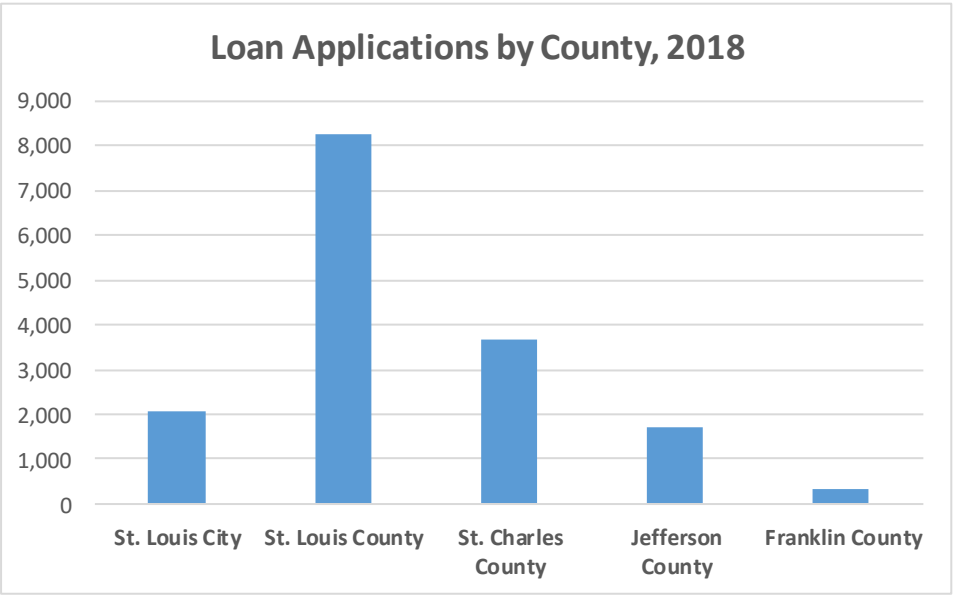 Loan Applications by County, 2018
9,000
8,000
7,000
6,000
5,000
4,000
3,000
2,000
1,000
0
St. Louis City
St. Louis County
St. Charles
County
Jefferson
County
Franklin County